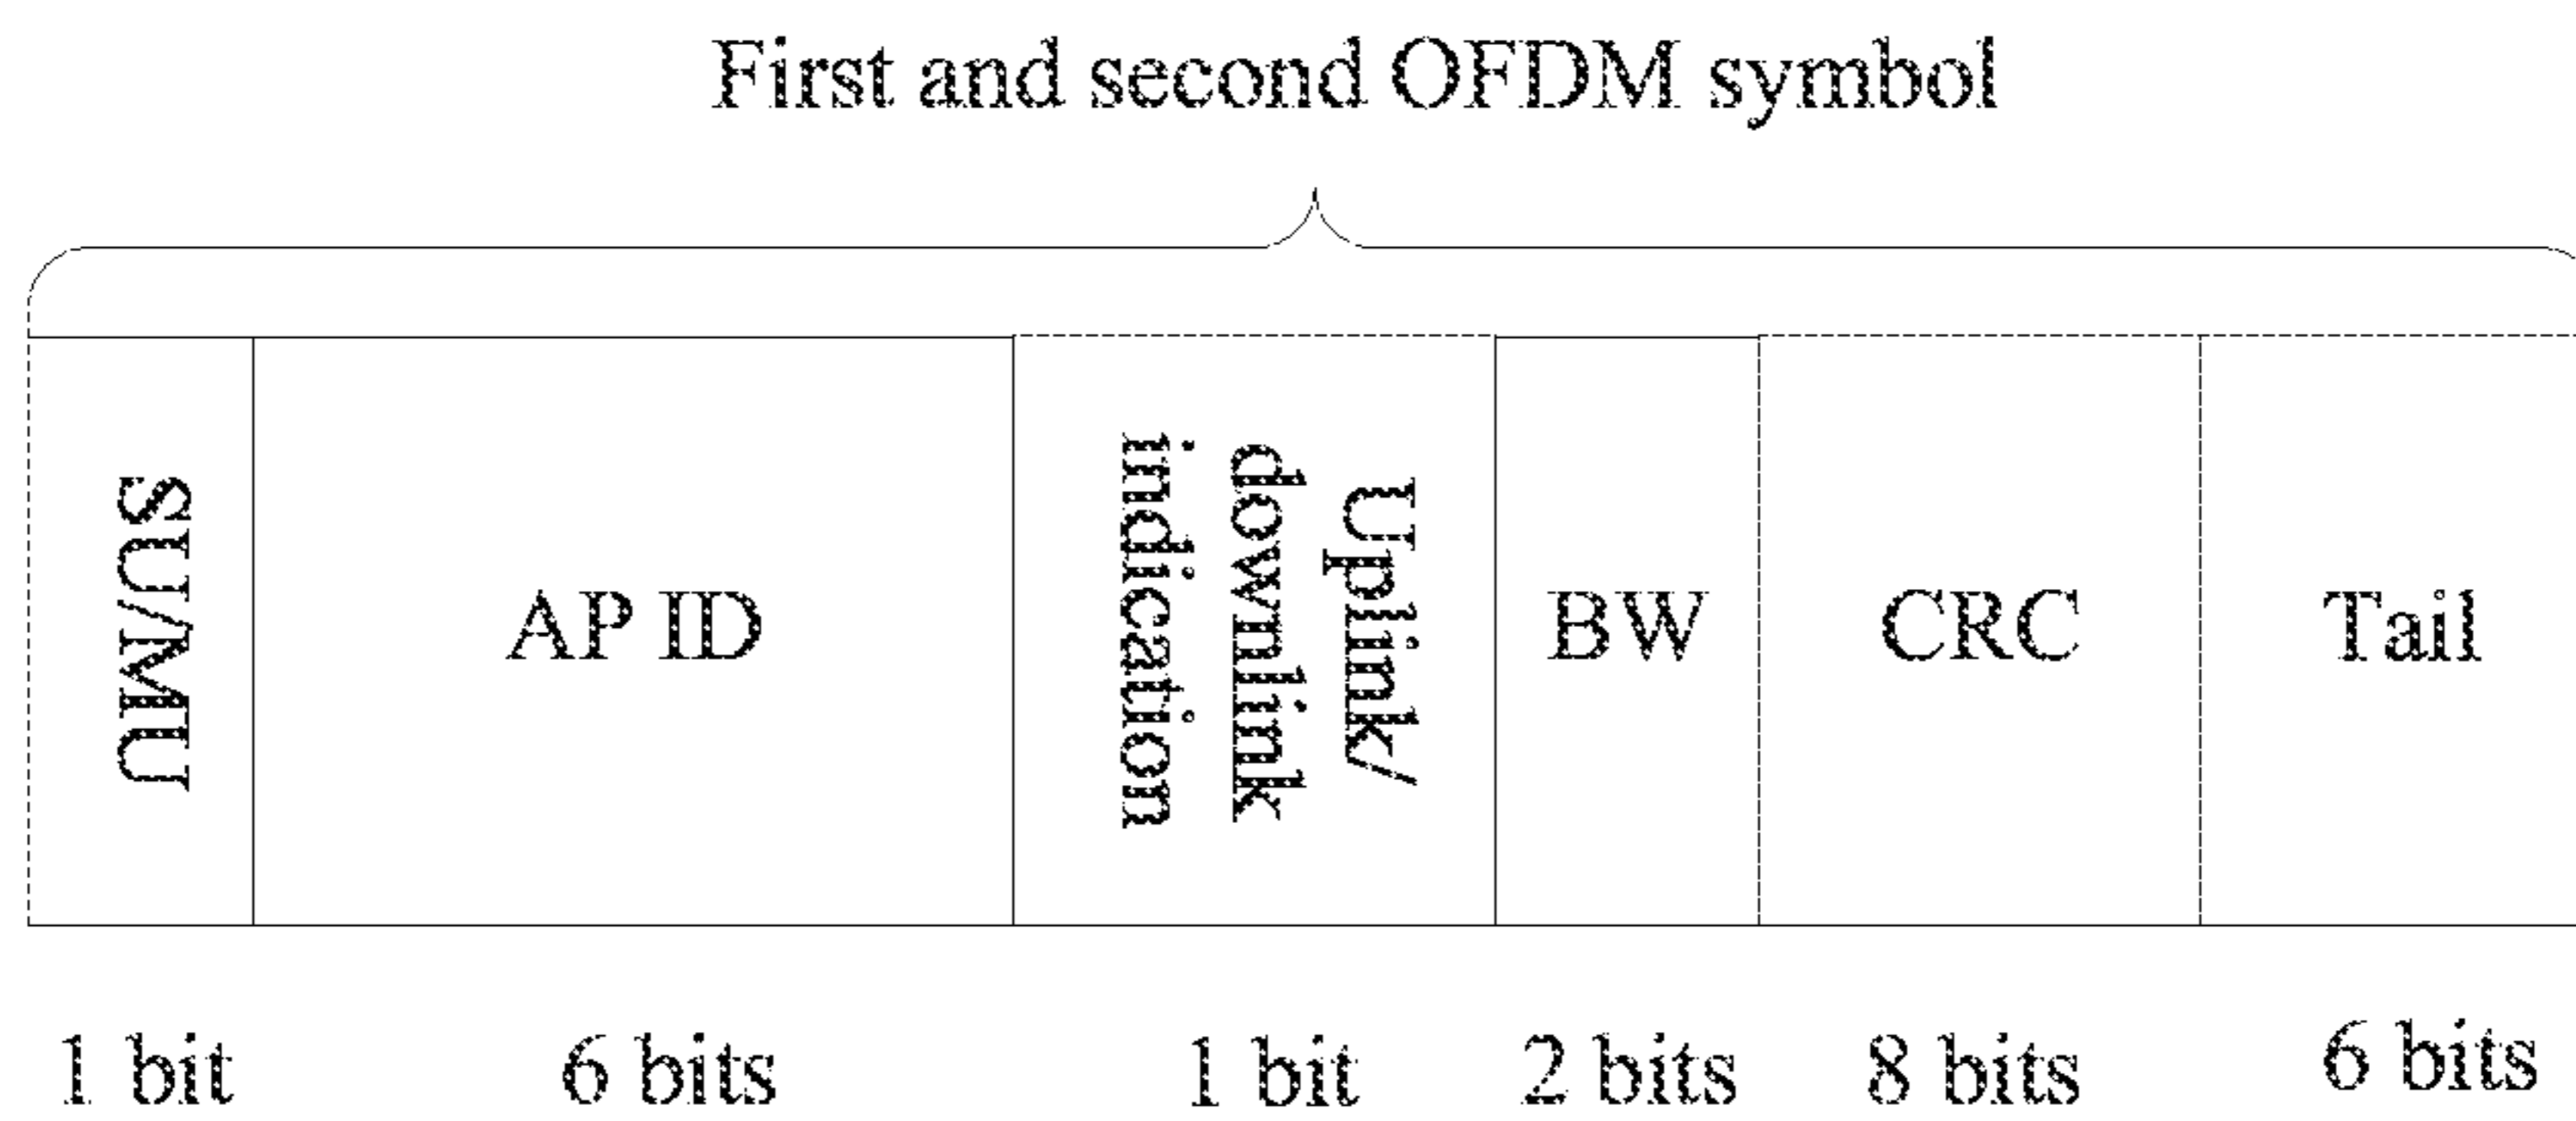 First and second OFDM symbol
SU/MU
AP ID
Uplink/
downlink
indication
BW
CRC
Tail
1 bit
6 bits
1 bit
2 bits
8 bits
6 bits